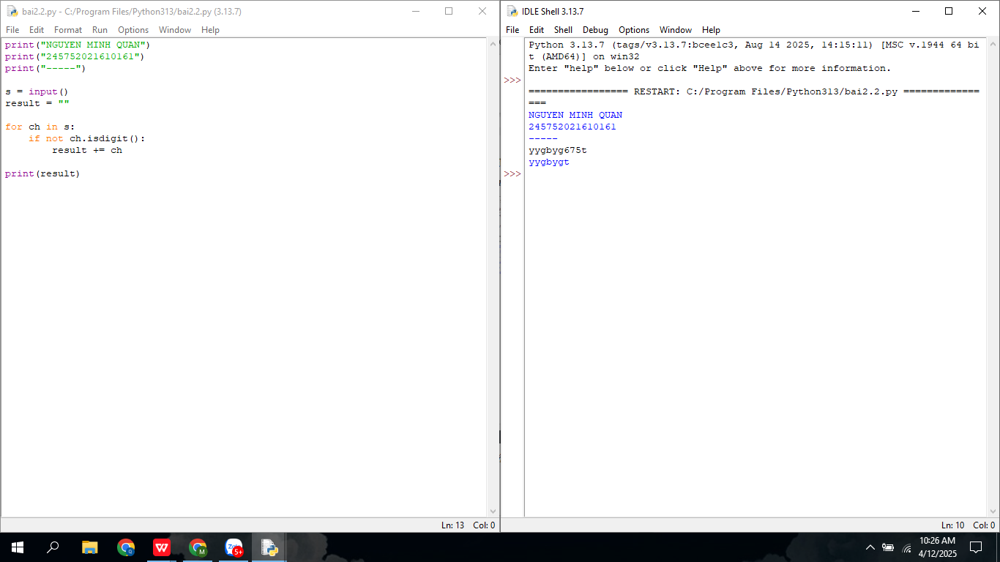 bai2.2.py - C:/Program Files/Python313/bai2.2.py (3.13.7)
File Edit Format Run Options Window Help
print("NGUYEN MINH QUAN")
print("245752021610161")
print("-----")
s = input()
result = ""
for ch in s:
    if not ch.isdigit():
        result += ch
print(result)
Ln: 13 Col: 0
IDLE Shell 3.13.7
File Edit Shell Debug Options Window Help
Python 3.13.7 (tags/v3.13.7:bcee1c3, Aug 14 2025, 14:15:11) [MSC v.1944 64 bi
t (AMD64)] on win32
Enter "help" below or click "Help" above for more information.
>>>
================= RESTART: C:/Program Files/Python313/bai2.2.py =============
===
NGUYEN MINH QUAN
245752021610161
-----
yygbyg675t
yygbygt
>>>
Ln: 10 Col: 0
W
M
5+
10:26 AM
4/12/2025